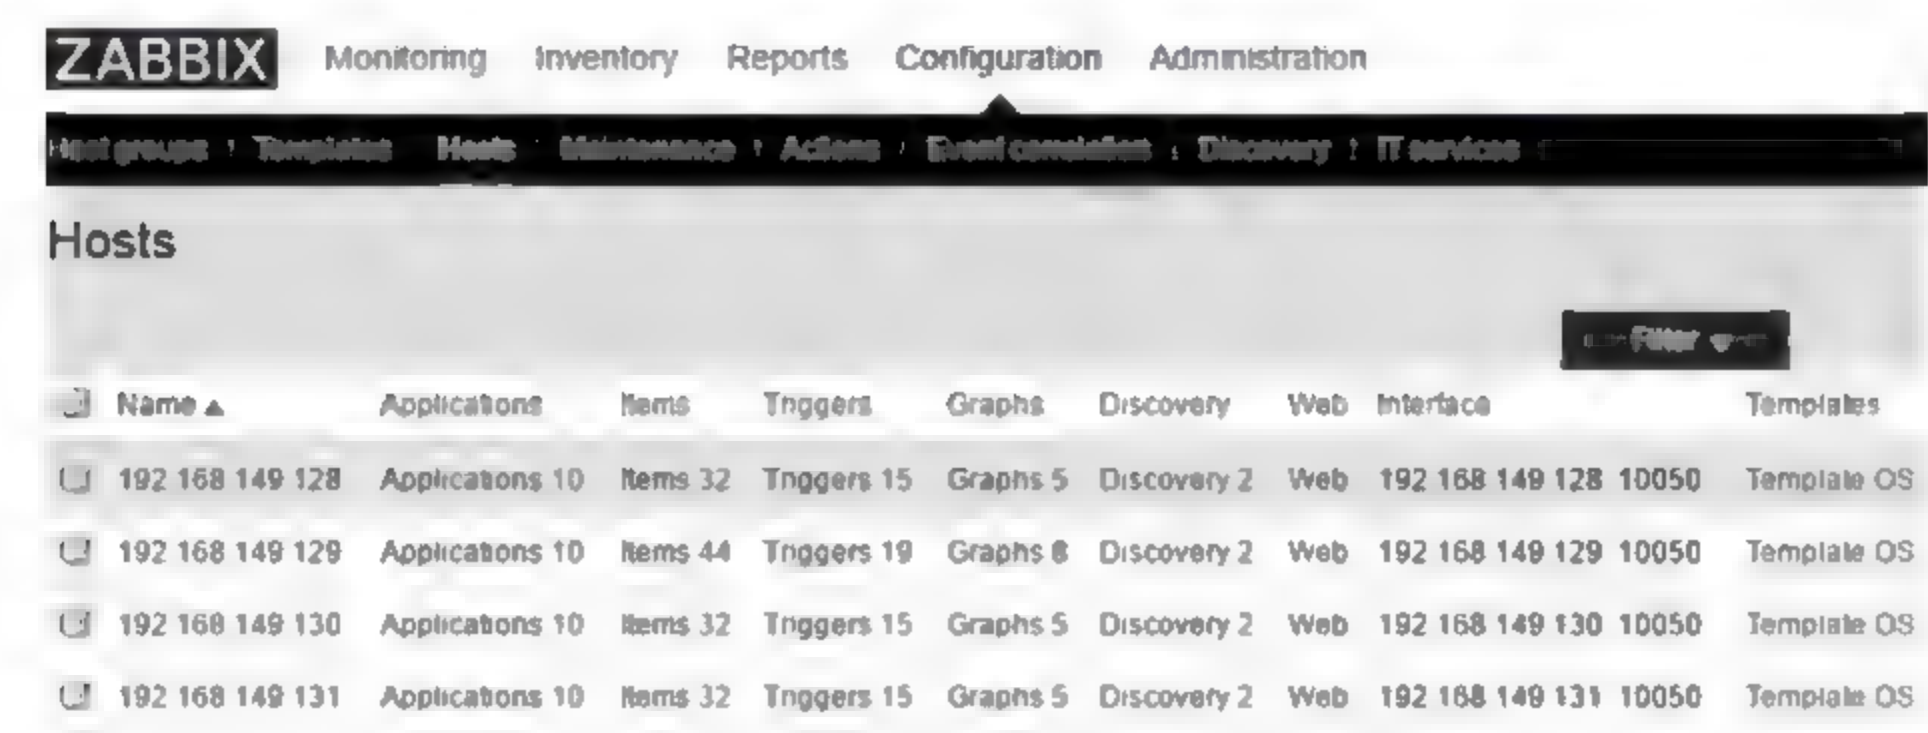 ZABBIX Monitoring Inventory Reports Configuration Administration
Host groups Templates Hosts Maintenance Actions Event correlation Discovery IT services
Hosts
Filter
Name ▲ Applications Items Triggers Graphs Discovery Web Interface Templates
192 168 149 128 Applications 10 Items 32 Triggers 15 Graphs 5 Discovery 2 Web 192 168 149 128 10050 Template OS
192 168 149 129 Applications 10 Items 44 Triggers 19 Graphs 8 Discovery 2 Web 192 168 149 129 10050 Template OS
192 168 149 130 Applications 10 Items 32 Triggers 15 Graphs 5 Discovery 2 Web 192 168 149 130 10050 Template OS
192 168 149 131 Applications 10 Items 32 Triggers 15 Graphs 5 Discovery 2 Web 192 168 149 131 10050 Template OS